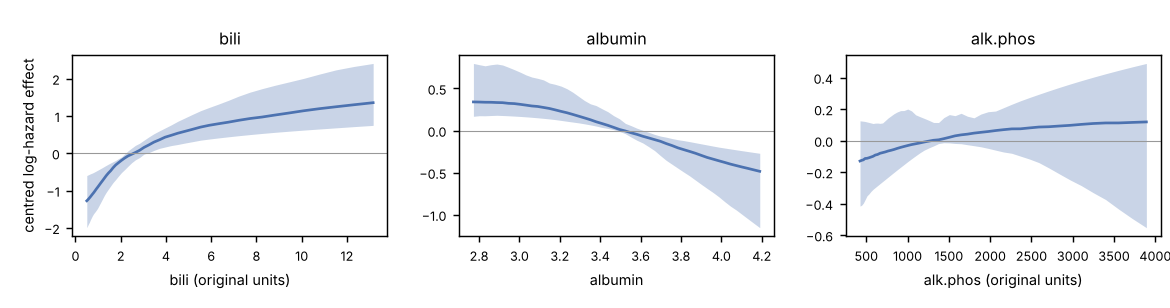 bili
centred log-hazard effect
2
1
0
−1
−2
0 2 4 6 8 10 12
bili (original units)
albumin
0.5
0.0
−0.5
−1.0
2.8 3.0 3.2 3.4 3.6 3.8 4.0 4.2
albumin
alk.phos
0.4
0.2
0.0
−0.2
−0.4
−0.6
500 1000 1500 2000 2500 3000 3500 4000
alk.phos (original units)